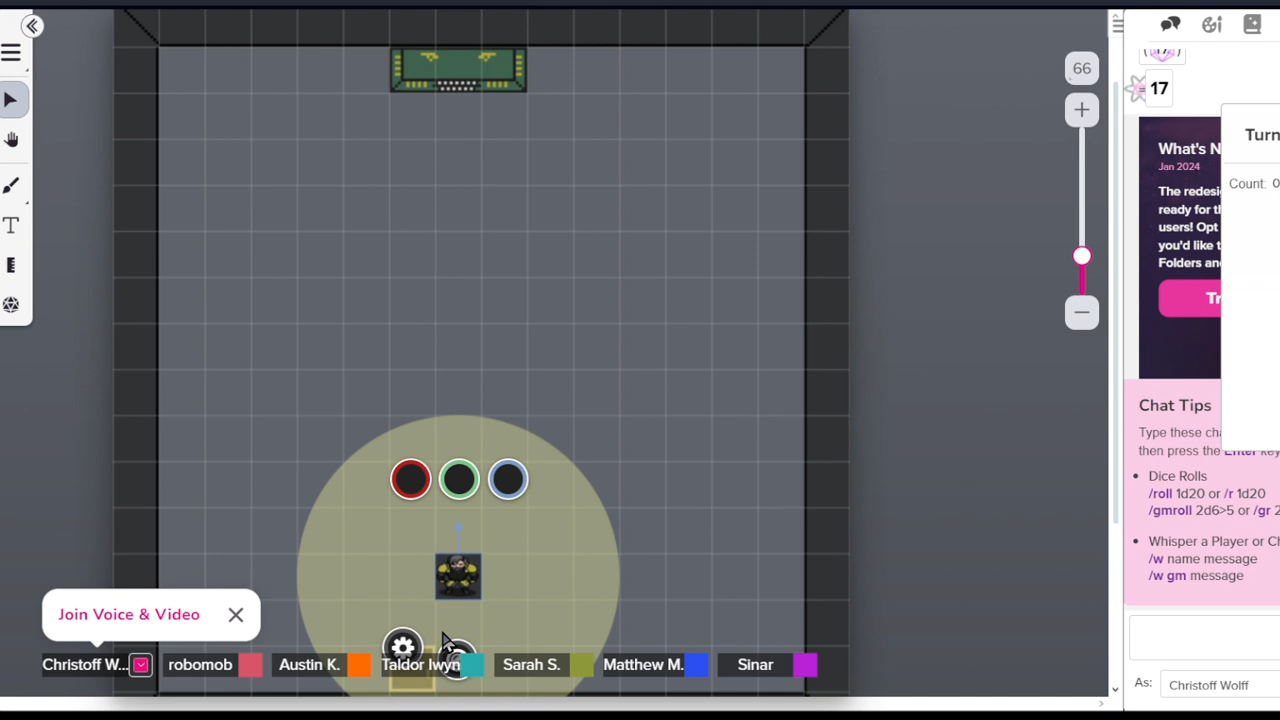 66
17
17
Turn
Count: 0
What's N
Jan 2024
The redesi
ready for th
users! Opt
you'd like t
Folders an
Tr
Chat Tips
Type these cha
then press the Enter key
Dice Rolls
/roll 1d20 or /r 1d20
/gmroll 2d6>5 or /gr 2
Whisper a Player or Ch
/w name message
/w gm message
Join Voice & Video
Christoff W...
robomob
Austin K.
Taldor Iwyn
Sarah S.
Matthew M.
Sinar
As:
Christoff Wolff